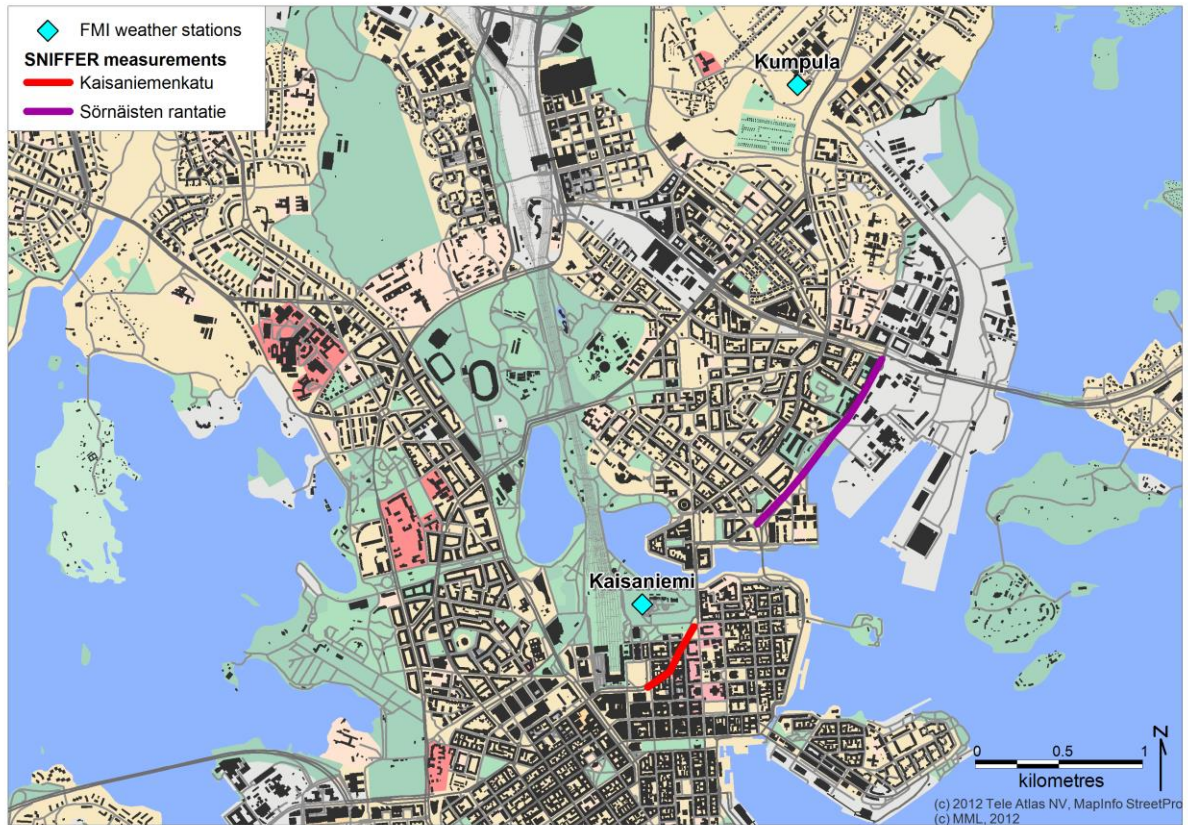 FMI weather stations
SNIFFER measurements
Kaisaniemenkatu
Sörnäisten rantatie
Kumpula
Kaisaniemi
N
0 0.5 1
kilometres
(c) 2012 Tele Atlas NV, MapInfo StreetPro
(c) MML, 2012